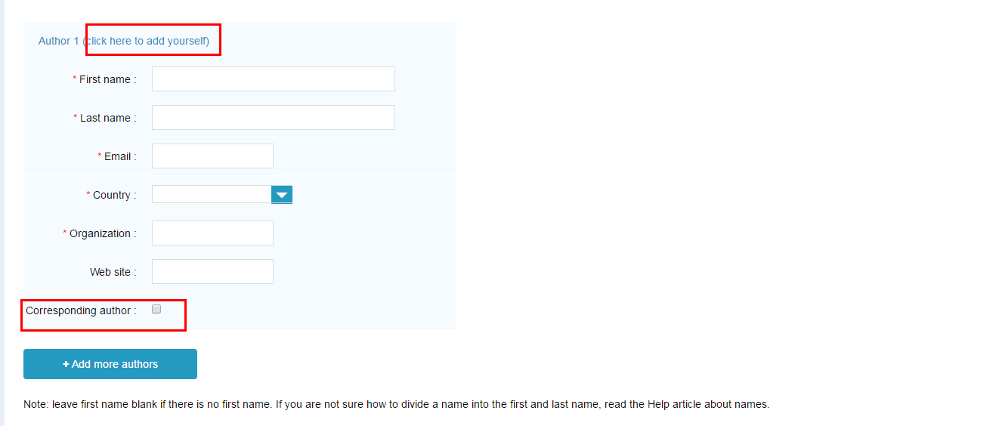 Author 1 (click here to add yourself)
* First name :
* Last name :
* Email :
* Country :
* Organization :
Web site :
Corresponding author :
+ Add more authors
Note: leave first name blank if there is no first name. If you are not sure how to divide a name into the first and last name, read the Help article about names.